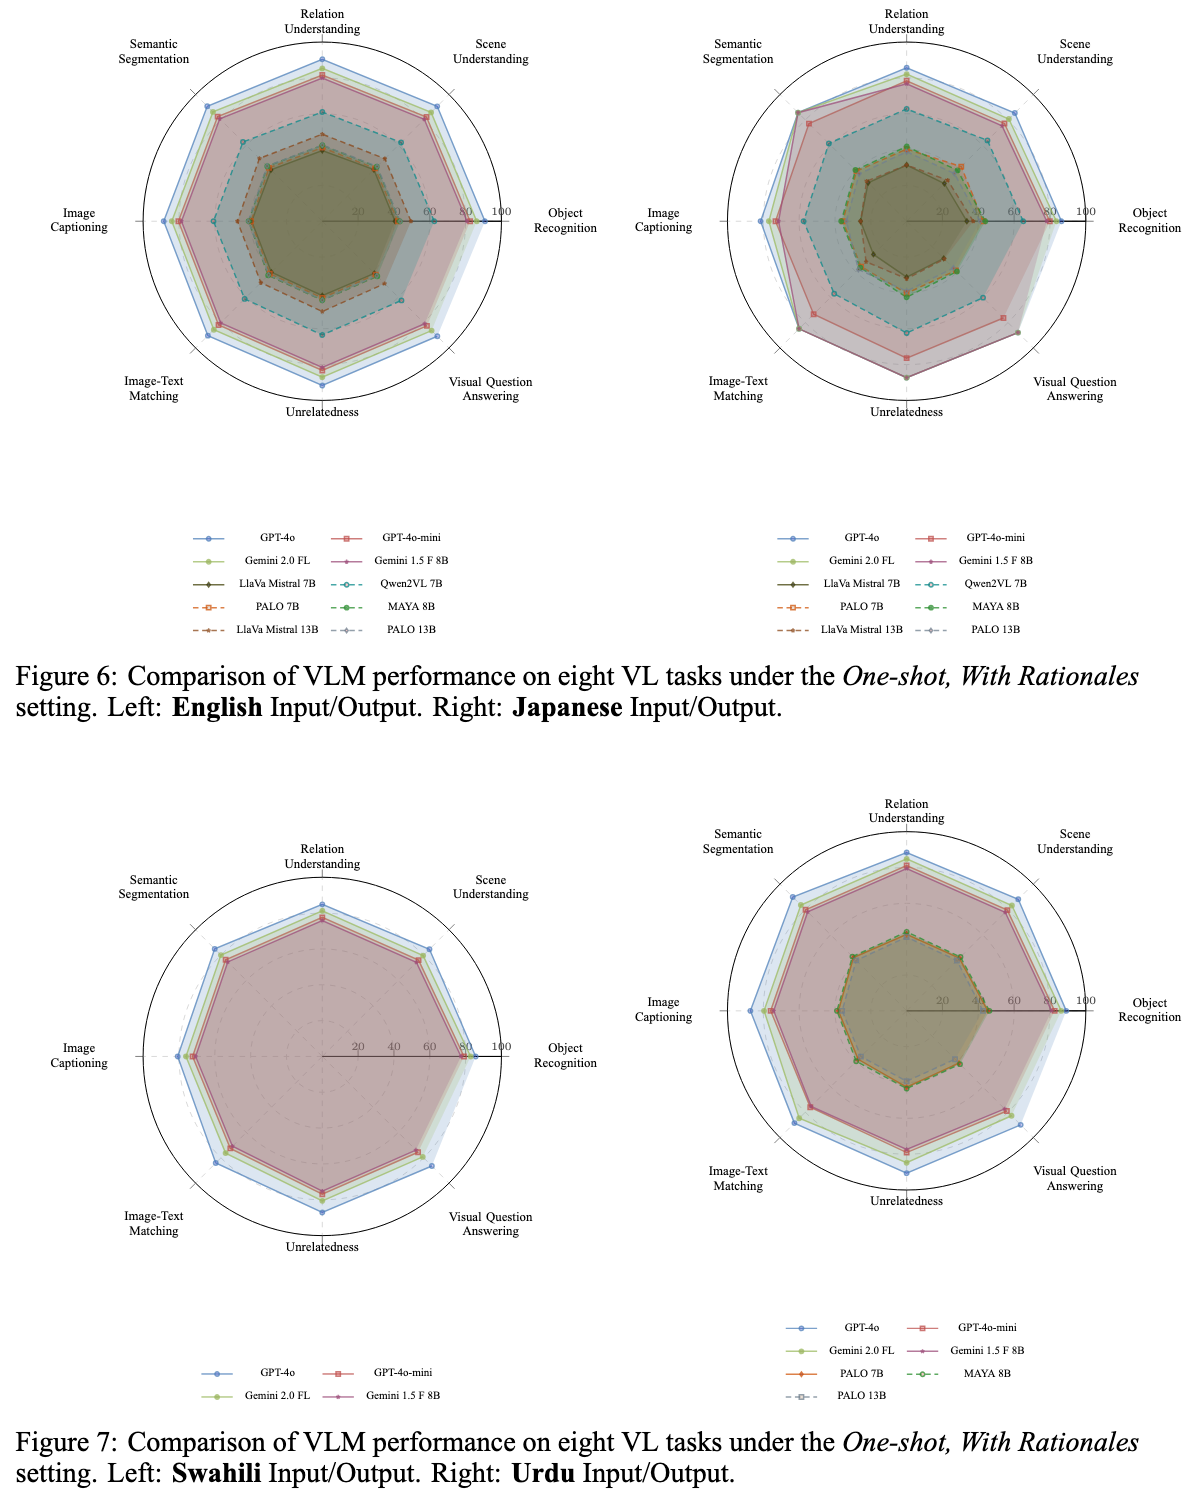 Relation
Understanding
Semantic
Segmentation
Scene
Understanding
Image
Captioning
20 40 60 80 100
Object
Recognition
Image-Text
Matching
Visual Question
Answering
Unrelatedness
GPT-4o GPT-4o-mini
Gemini 2.0 FL Gemini 1.5 F 8B
LlaVa Mistral 7B Qwen2VL 7B
PALO 7B MAYA 8B
LlaVa Mistral 13B PALO 13B
Relation
Understanding
Semantic
Segmentation
Scene
Understanding
Image
Captioning
20 40 60 80 100
Object
Recognition
Image-Text
Matching
Visual Question
Answering
Unrelatedness
GPT-4o GPT-4o-mini
Gemini 2.0 FL Gemini 1.5 F 8B
LlaVa Mistral 7B Qwen2VL 7B
PALO 7B MAYA 8B
LlaVa Mistral 13B PALO 13B
Figure 6: Comparison of VLM performance on eight VL tasks under the One-shot, With Rationales
setting. Left: English Input/Output. Right: Japanese Input/Output.
Relation
Understanding
Semantic
Segmentation
Scene
Understanding
Image
Captioning
20 40 60 80 100
Object
Recognition
Image-Text
Matching
Visual Question
Answering
Unrelatedness
GPT-4o GPT-4o-mini
Gemini 2.0 FL Gemini 1.5 F 8B
Relation
Understanding
Semantic
Segmentation
Scene
Understanding
Image
Captioning
20 40 60 80 100
Object
Recognition
Image-Text
Matching
Visual Question
Answering
Unrelatedness
GPT-4o GPT-4o-mini
Gemini 2.0 FL Gemini 1.5 F 8B
PALO 7B MAYA 8B
PALO 13B
Figure 7: Comparison of VLM performance on eight VL tasks under the One-shot, With Rationales
setting. Left: Swahili Input/Output. Right: Urdu Input/Output.